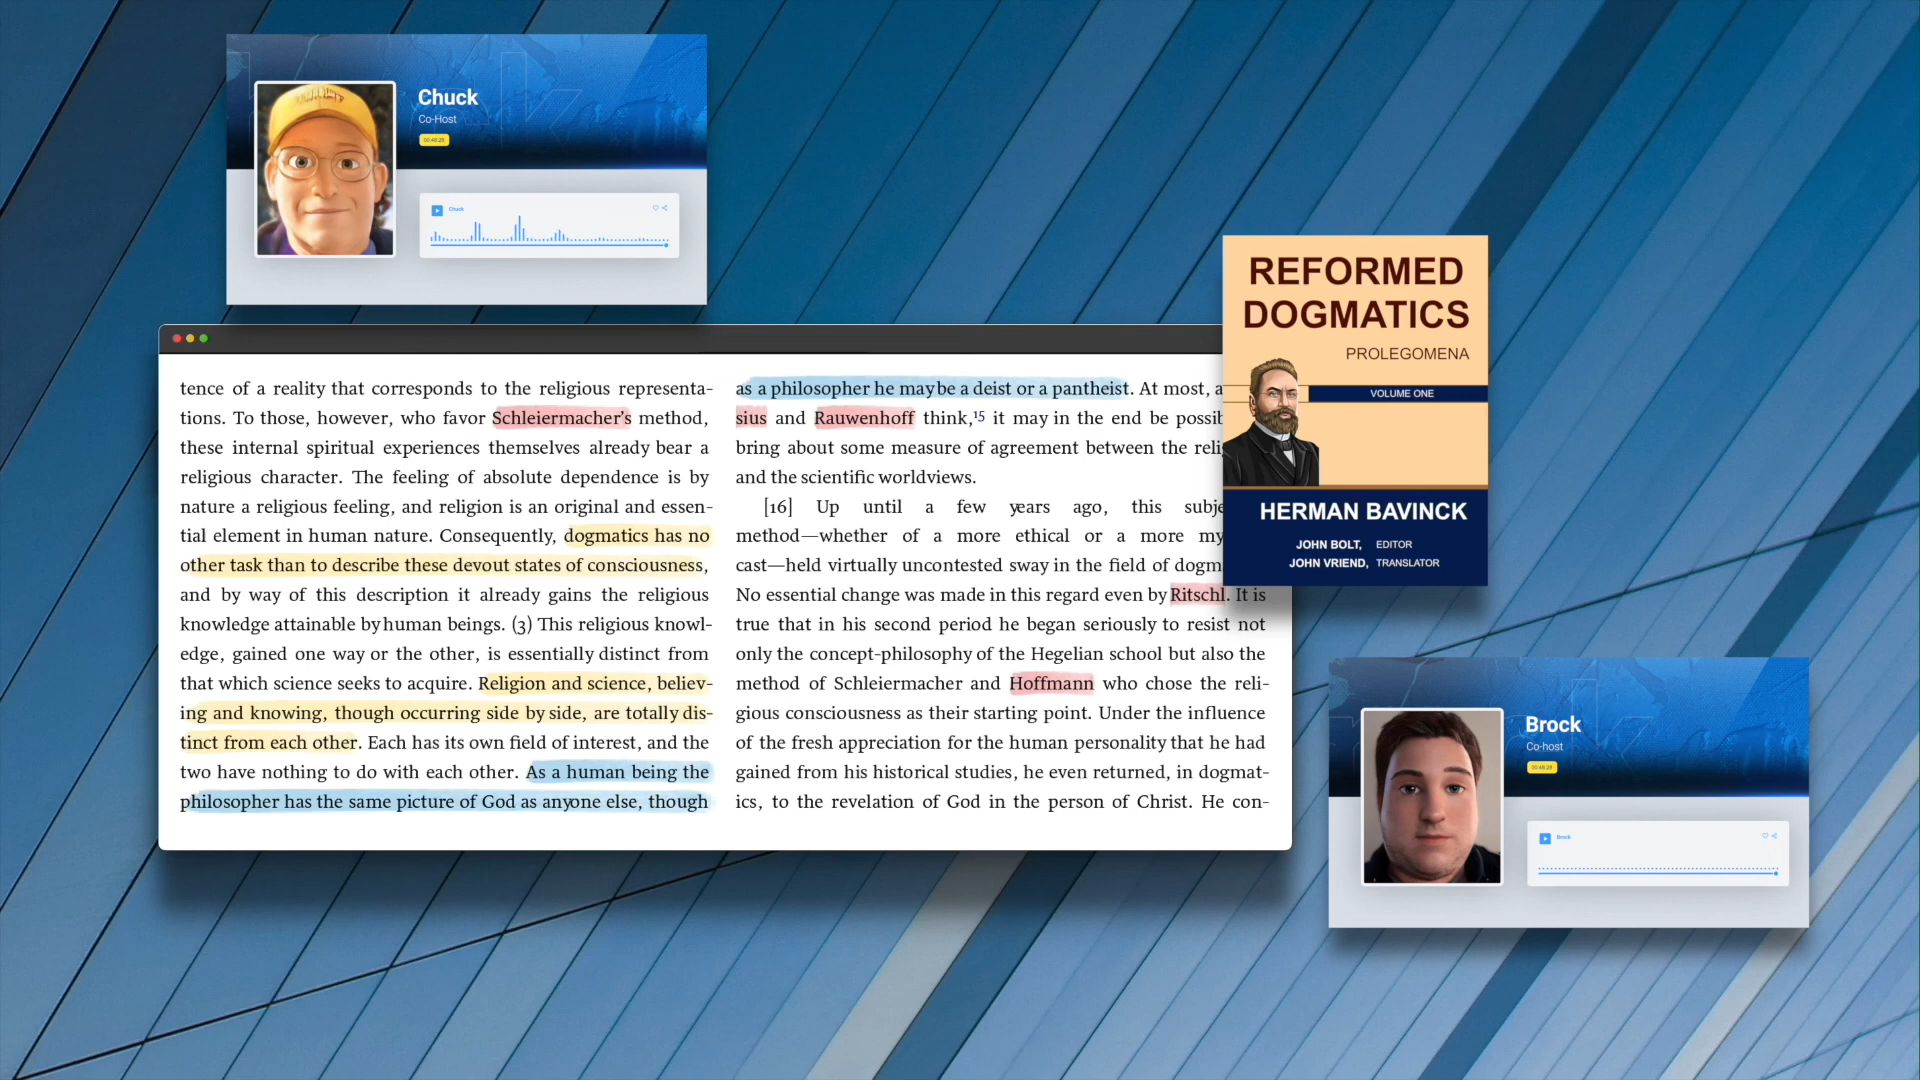 Chuck
Co-Host
00:48:28
Chuck
tence of a reality that corresponds to the religious representa-
tions. To those, however, who favor Schleiermacher's method,
these internal spiritual experiences themselves already bear a
religious character. The feeling of absolute dependence is by
nature a religious feeling, and religion is an original and essen-
tial element in human nature. Consequently, dogmatics has no
other task than to describe these devout states of consciousness,
and by way of this description it already gains the religious
knowledge attainable by human beings. (3) This religious knowl-
edge, gained one way or the other, is essentially distinct from
that which science seeks to acquire. Religion and science, believ-
ing and knowing, though occurring side by side, are totally dis-
tinct from each other. Each has its own field of interest, and the
two have nothing to do with each other. As a human being the
philosopher has the same picture of God as anyone else, though
as a philosopher he may be a deist or a pantheist. At most, a
sius and Rauwenhoff think,15 it may in the end be possib
bring about some measure of agreement between the reli
and the scientific worldviews.
[16] Up until a few years ago, this subje
method—whether of a more ethical or a more my
cast—held virtually uncontested sway in the field of dogm
No essential change was made in this regard even by Ritschl. It is
true that in his second period he began seriously to resist not
only the concept-philosophy of the Hegelian school but also the
method of Schleiermacher and Hoffmann who chose the reli-
gious consciousness as their starting point. Under the influence
of the fresh appreciation for the human personality that he had
gained from his historical studies, he even returned, in dogmat-
ics, to the revelation of God in the person of Christ. He con-
REFORMED
DOGMATICS
PROLEGOMENA
VOLUME ONE
HERMAN BAVINCK
JOHN BOLT, EDITOR
JOHN VRIEND, TRANSLATOR
Brock
Co-host
00:48:28
Brock